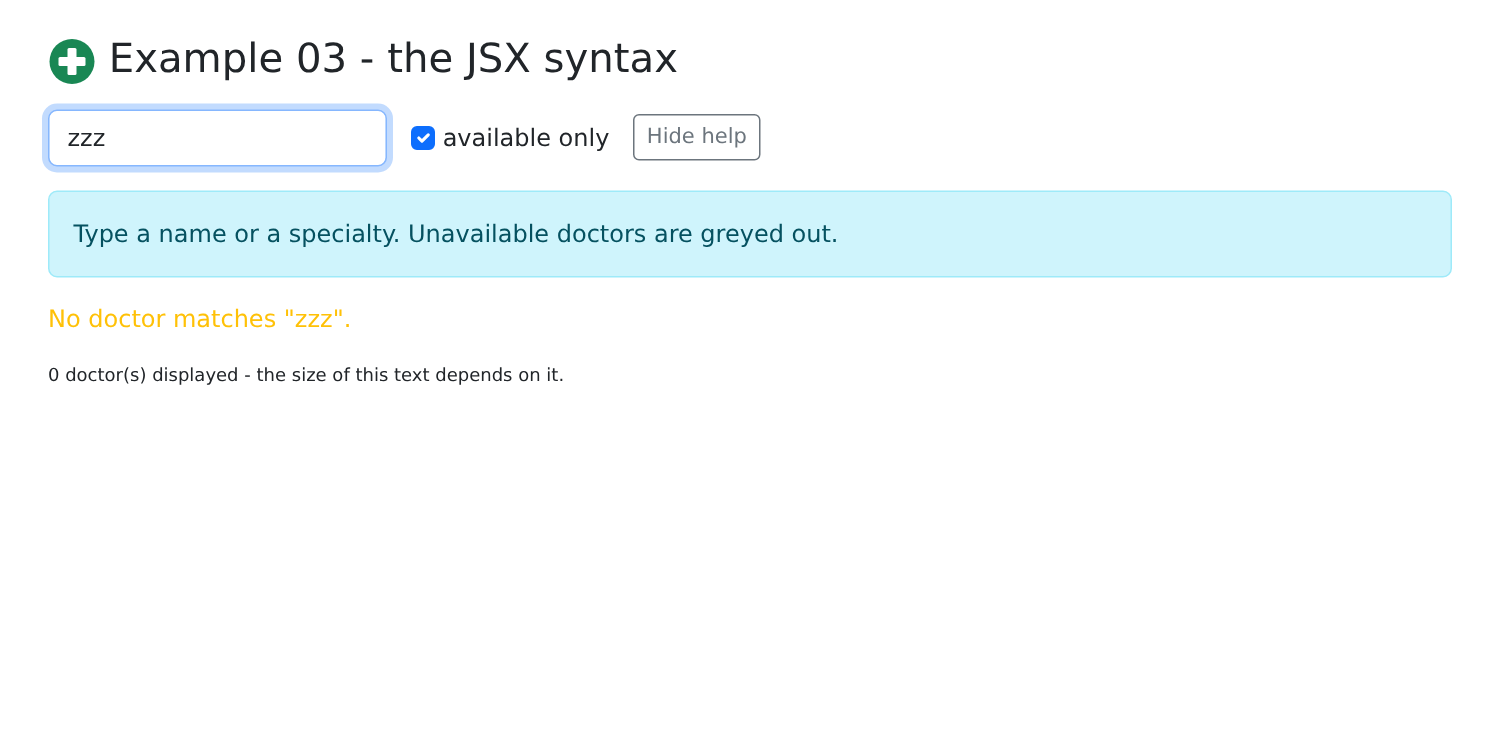 Example 03 - the JSX syntax
zzz
available only
Hide help
Type a name or a specialty. Unavailable doctors are greyed out.
No doctor matches "zzz".
0 doctor(s) displayed - the size of this text depends on it.